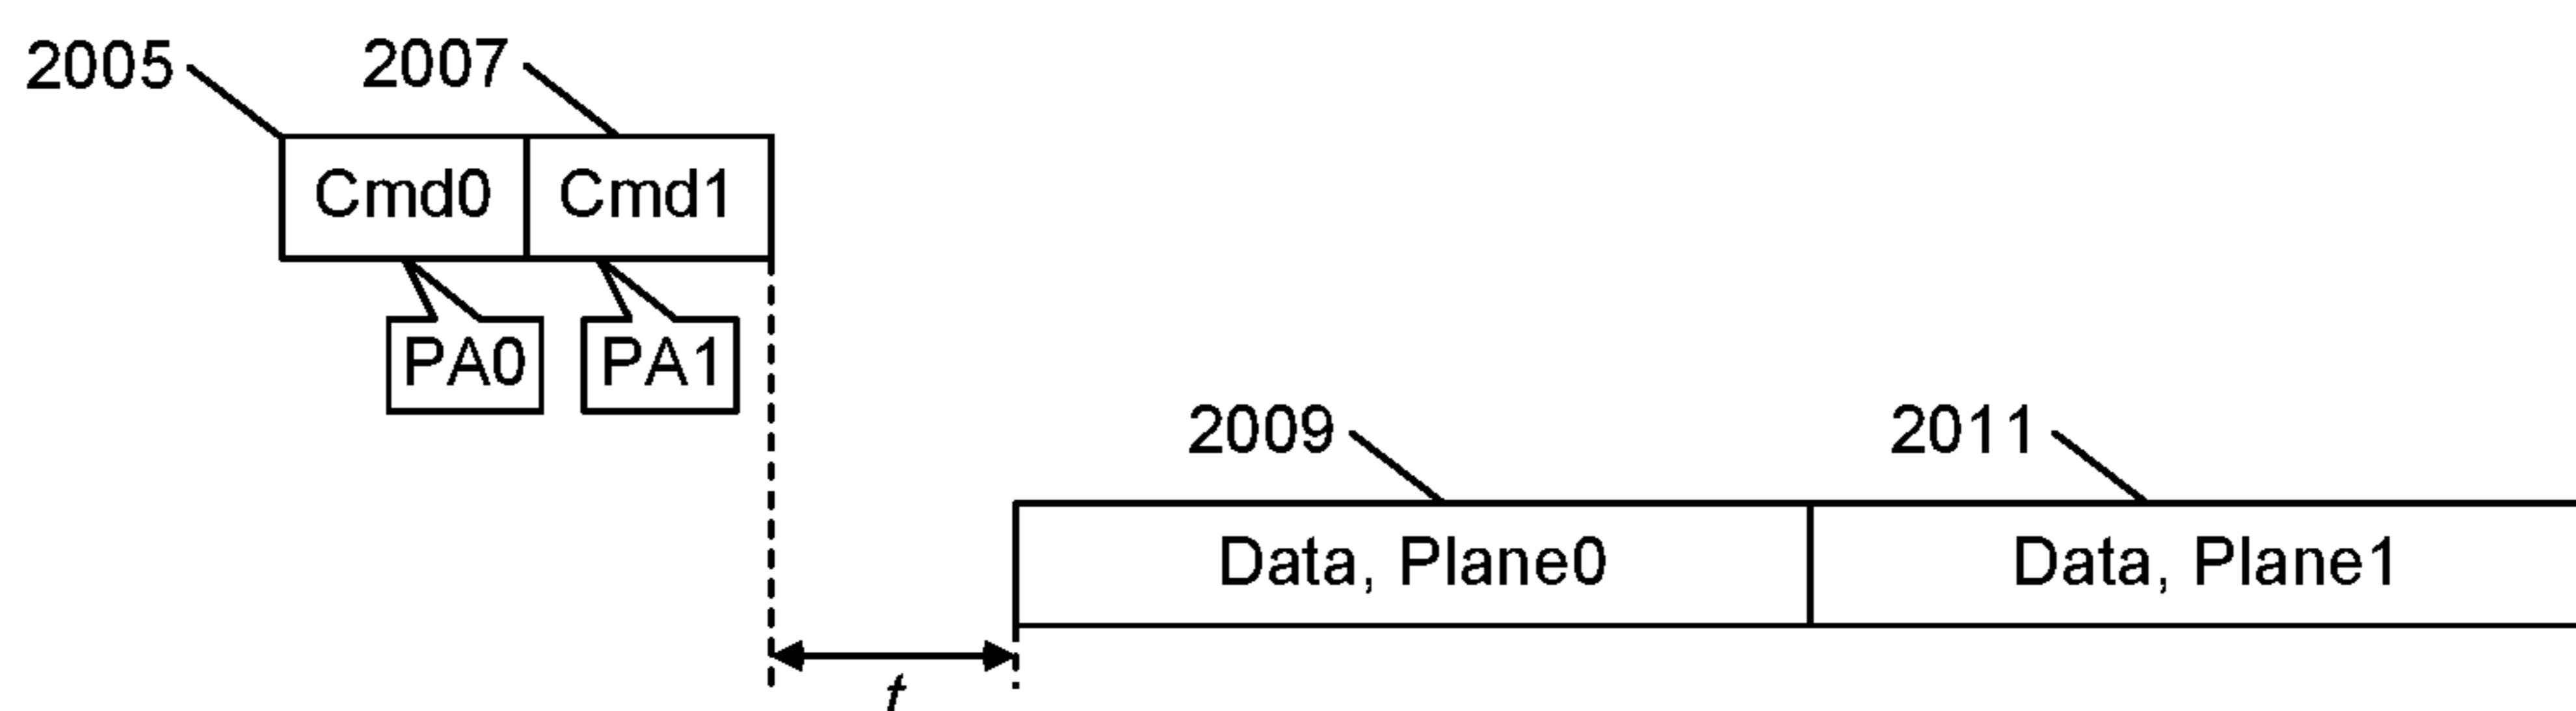 2005 2007
Cmd0 Cmd1
PA0 PA1
2009 2011
Data, Plane0 Data, Plane1
t